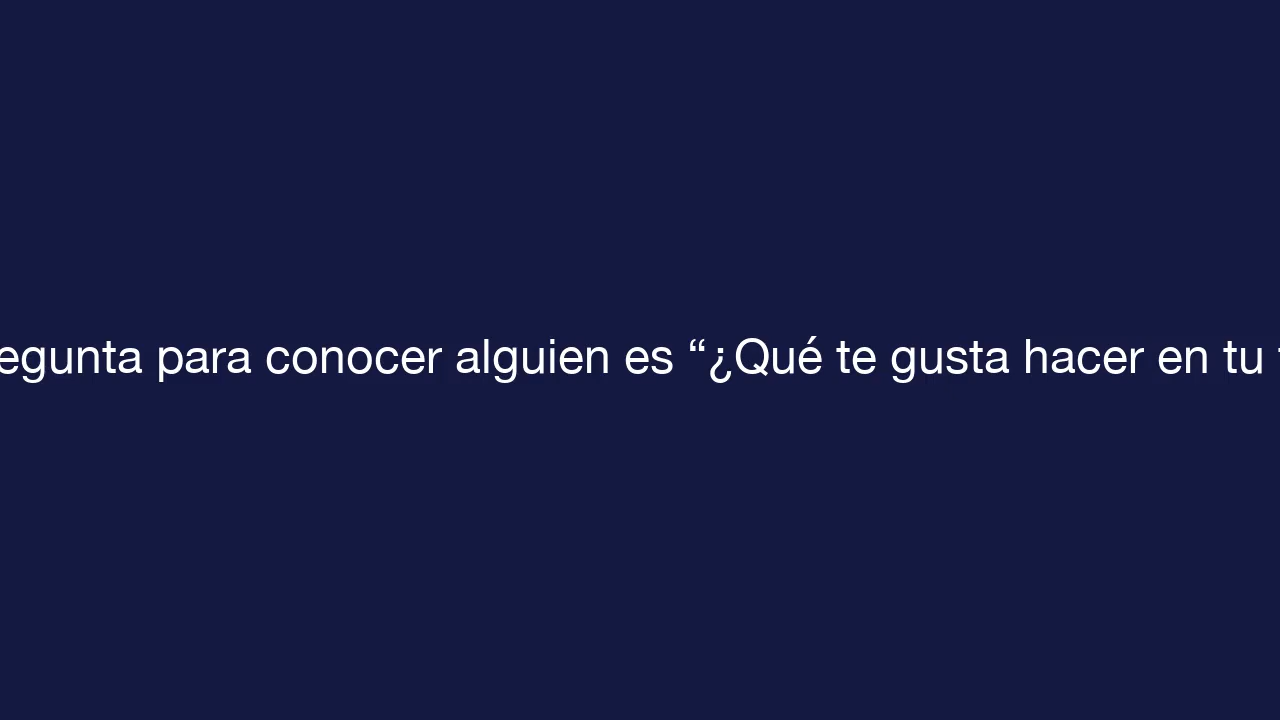 egunta para conocer alguien es “¿Qué te gusta hacer en tu